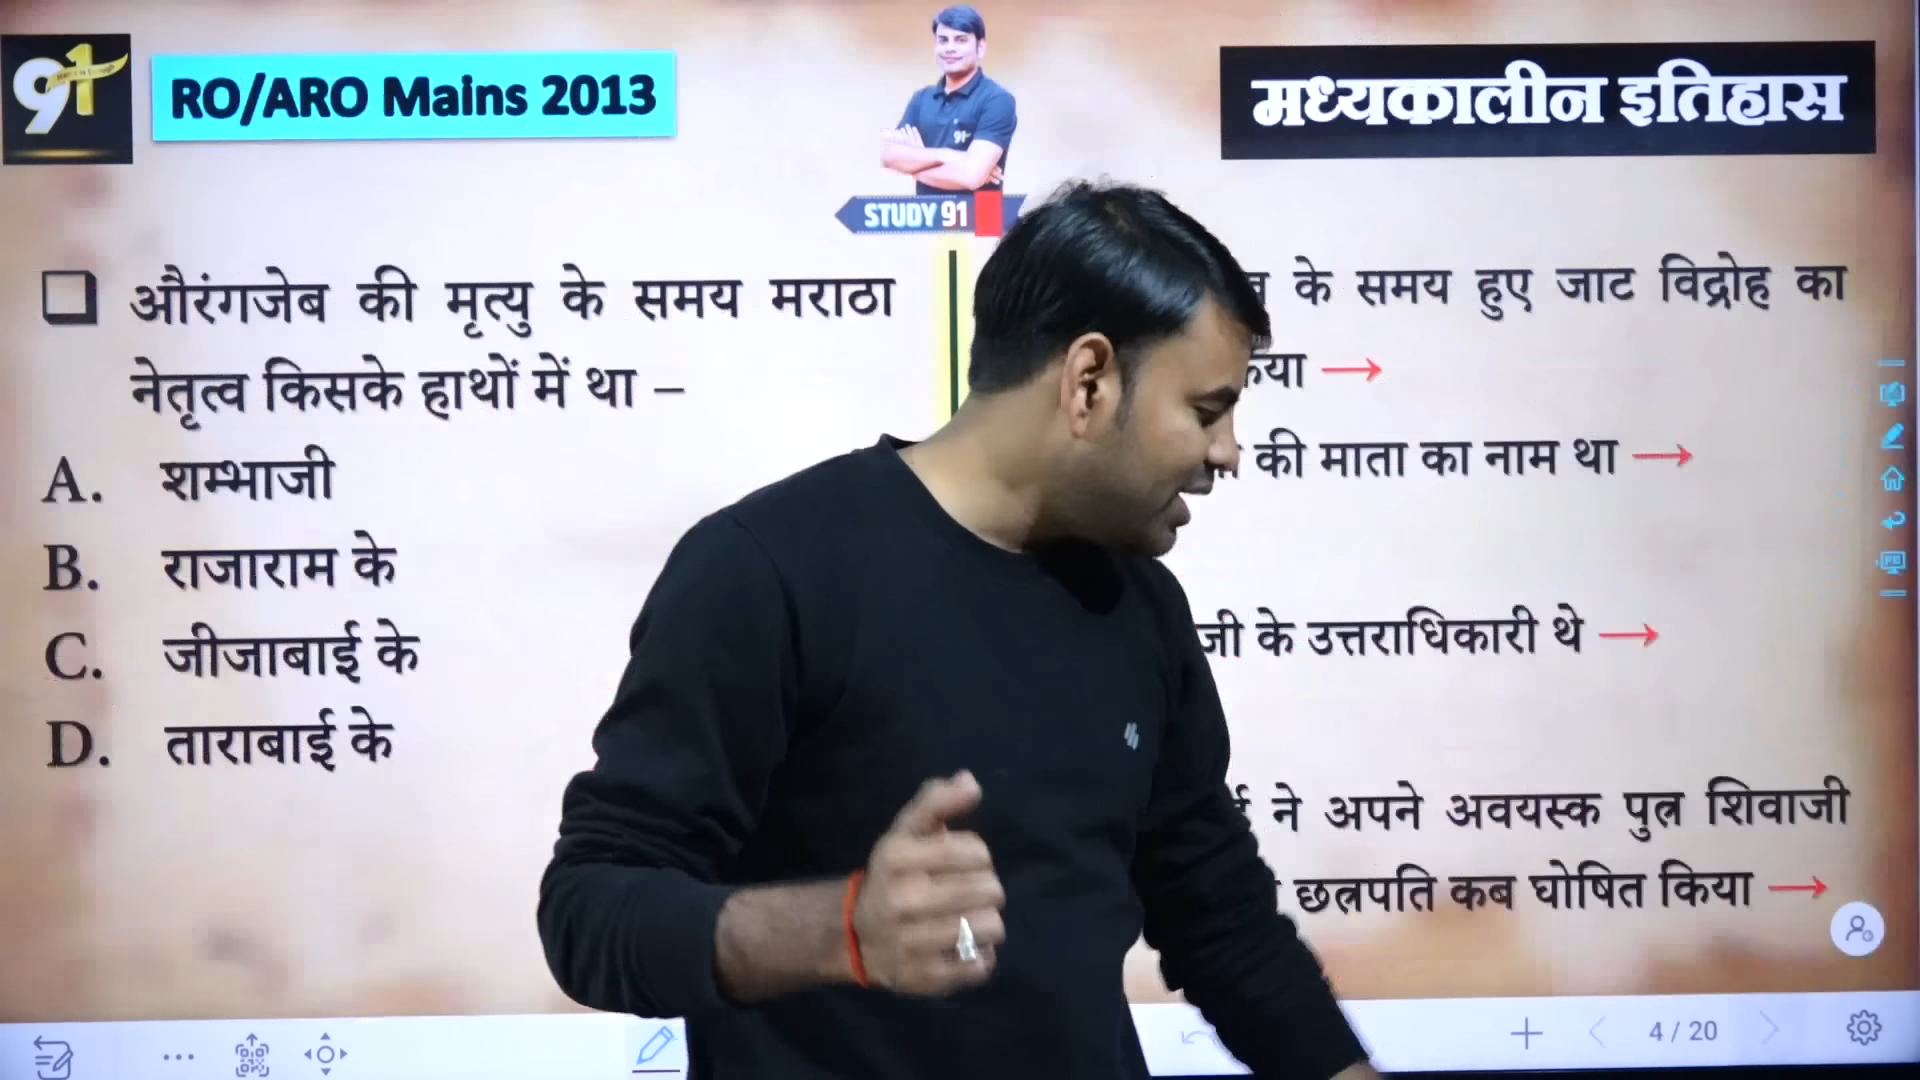 91
RO/ARO Mains 2013
STUDY 91
मध्यकालीन इतिहास
औरंगजेब की मृत्यु के समय मराठा
नेतृत्व किसके हाथों में था –
A. शम्भाजी
B. राजाराम के
C. जीजाबाई के
D. ताराबाई के
के समय हुए जाट विद्रोह का
की माता का नाम था →
के उत्तराधिकारी थे →
ने अपने अवयस्क पुत्र शिवाजी
छत्रपति कब घोषित किया →
4 / 20